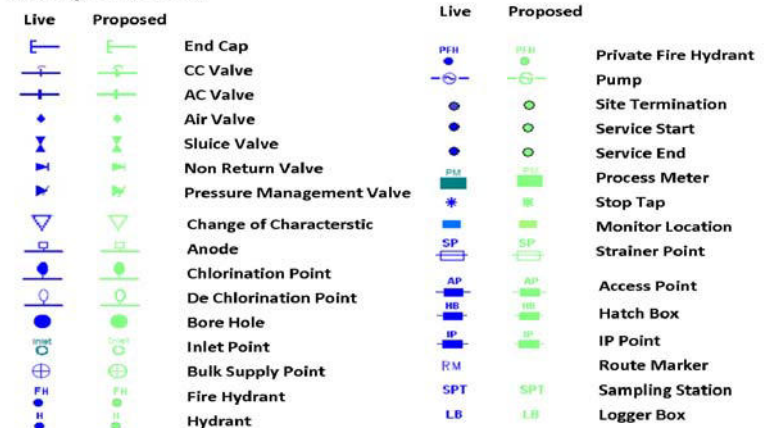 Live Proposed
End Cap
CC Valve
AC Valve
Air Valve
Sluice Valve
Non Return Valve
Pressure Management Valve
Change of Characterstic
Anode
Chlorination Point
De Chlorination Point
Bore Hole
Inlet Inlet Inlet Point
Bulk Supply Point
FH FH Fire Hydrant
H H Hydrant
Live Proposed
PFH PFH Private Fire Hydrant
Pump
Site Termination
Service Start
Service End
PM PM Process Meter
Stop Tap
Monitor Location
SP SP Strainer Point
AP AP Access Point
HB HB Hatch Box
IP IP IP Point
RM Route Marker
SPT SPT Sampling Station
LB LB Logger Box